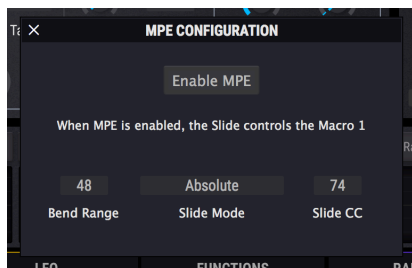 MPE CONFIGURATION
Enable MPE
When MPE is enabled, the Slide controls the Macro 1
48 Absolute 74
Bend Range Slide Mode Slide CC
LFO FUNCTIONS